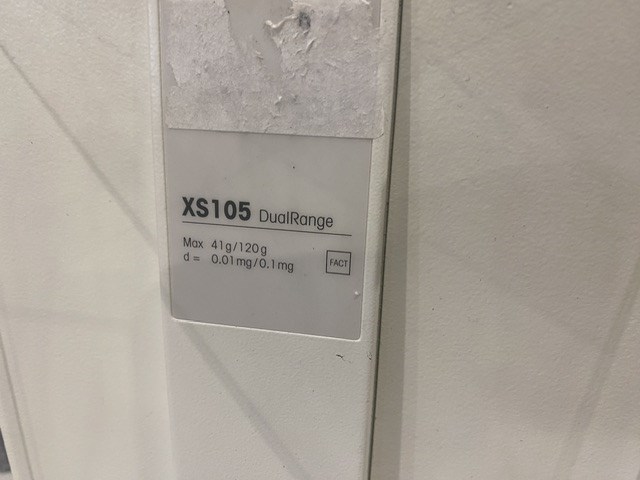 XS105 DualRange
Max 41g/120g
d = 0.01mg/0.1mg
FACT